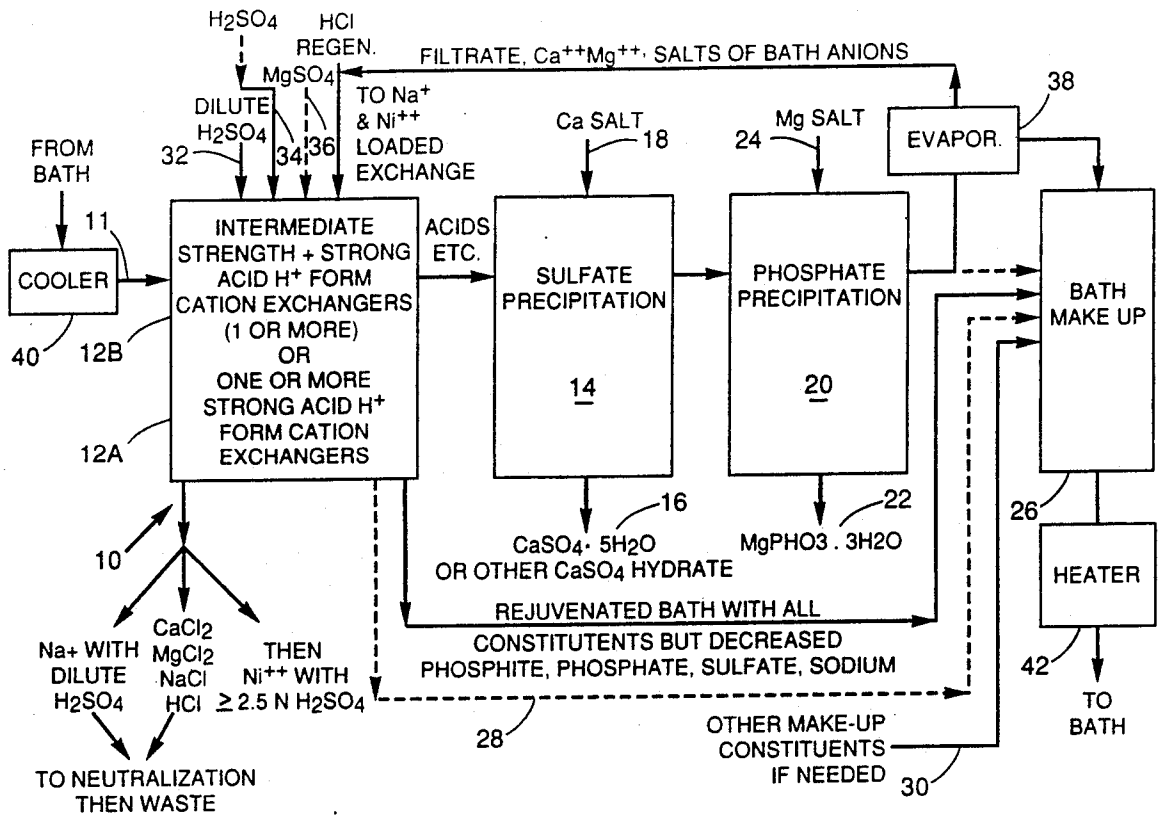 H2SO4
HCl
REGEN.
FILTRATE, Ca++Mg++, SALTS OF BATH ANIONS
MgSO4
DILUTE
H2SO4
32
34
36
TO Na+
& Ni++
LOADED
EXCHANGE
Ca SALT
18
Mg SALT
24
EVAPOR.
38
FROM
BATH
11
COOLER
40
12B
12A
INTERMEDIATE
STRENGTH + STRONG
ACID H+ FORM
CATION EXCHANGERS
(1 OR MORE)
OR
ONE OR MORE
STRONG ACID H+
FORM CATION
EXCHANGERS
ACIDS
ETC.
SULFATE
PRECIPITATION
14
PHOSPHATE
PRECIPITATION
20
BATH
MAKE UP
26
16
CaSO4 · 5H2O
OR OTHER CaSO4 HYDRATE
22
MgPHO3 . 3H2O
HEATER
42
TO
BATH
10
REJUVENATED BATH WITH ALL
CONSTITUTENTS BUT DECREASED
PHOSPHITE, PHOSPHATE, SULFATE, SODIUM
Na+ WITH
DILUTE
H2SO4
CaCl2
MgCl2
NaCl
HCl
THEN
Ni++ WITH
≥ 2.5 N H2SO4
28
OTHER MAKE-UP
CONSTITUENTS
IF NEEDED
30
TO NEUTRALIZATION
THEN WASTE